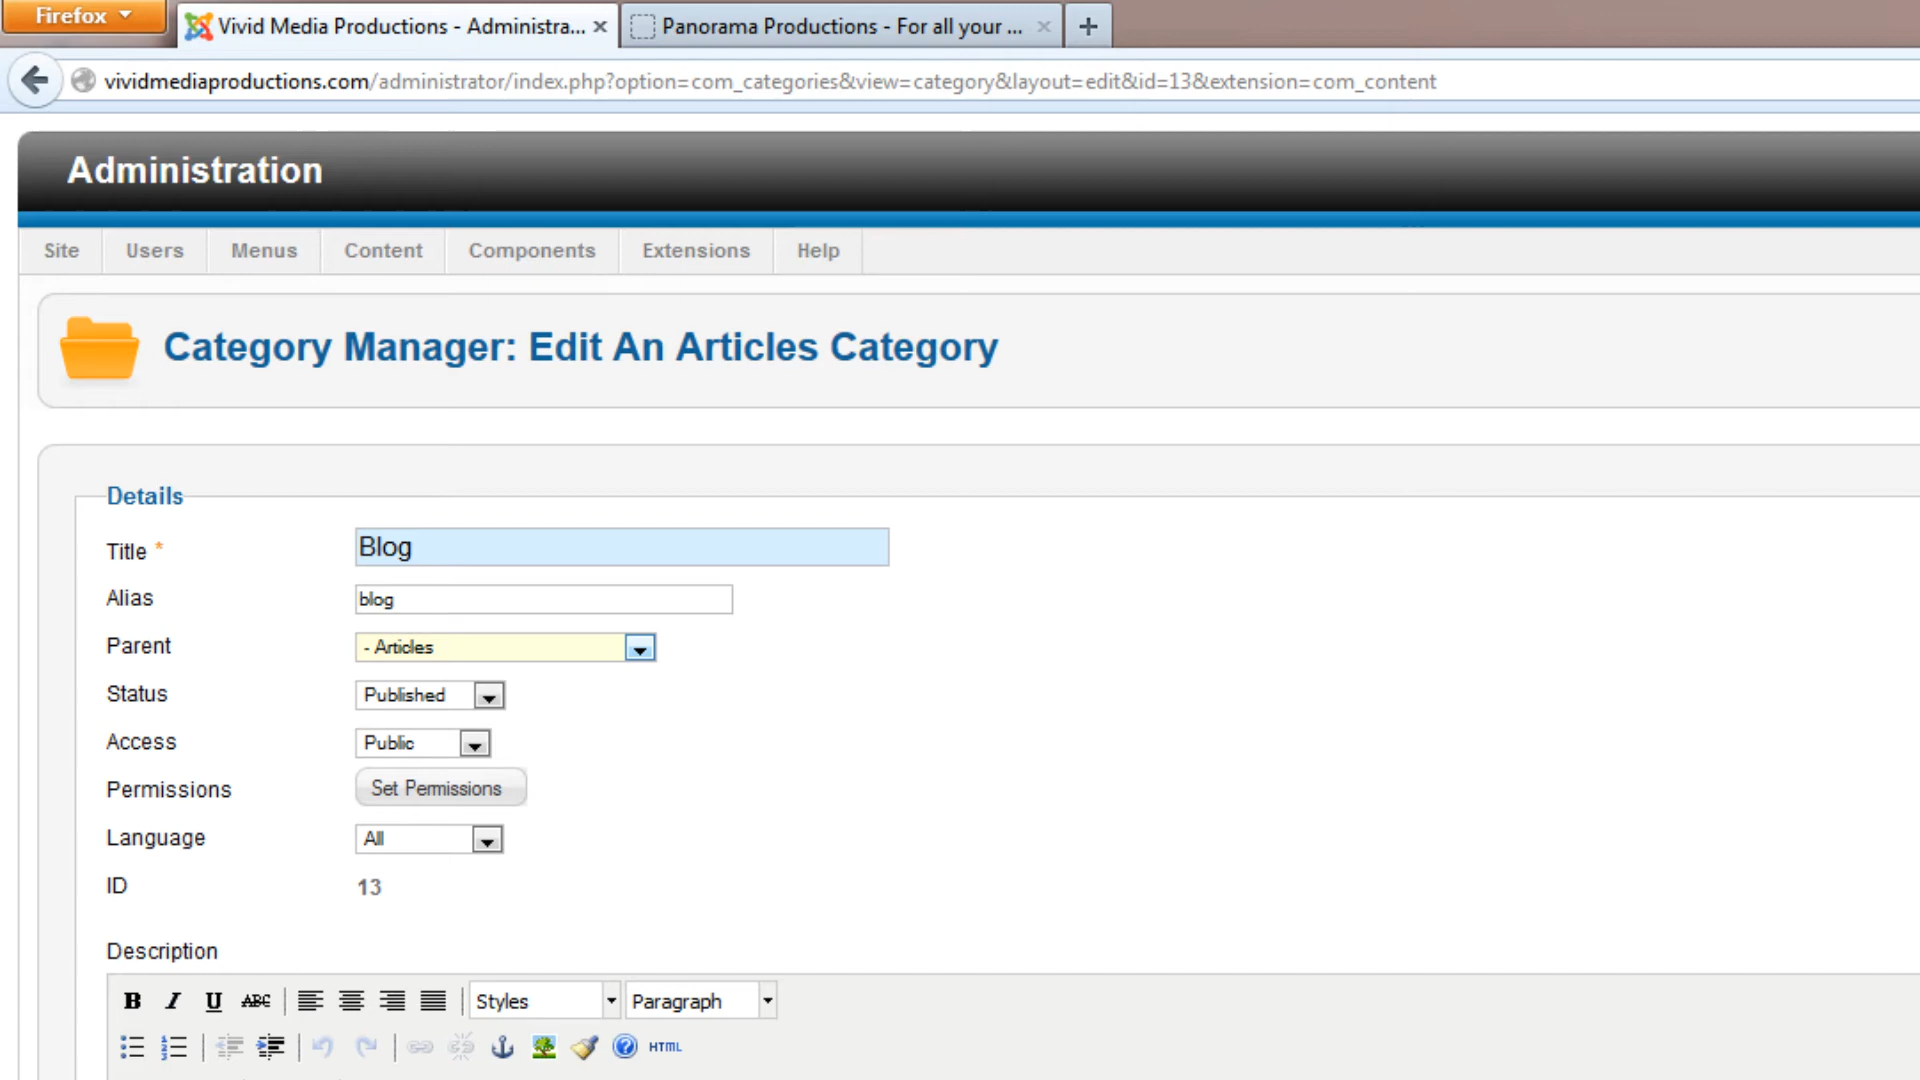 Firefox
Vivid Media Productions - Administra...
Panorama Productions - For all your ...
vividmediaproductions.com/administrator/index.php?option=com_categories&view=category&layout=edit&id=13&extension=com_content
Administration
Site Users Menus Content Components Extensions Help
Category Manager: Edit An Articles Category
Details
Title * Blog
Alias blog
Parent - Articles
Status Published
Access Public
Permissions Set Permissions
Language All
ID 13
Description
B I U ABC Styles Paragraph
HTML